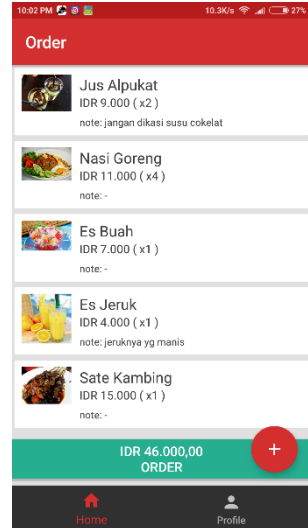 10:02 PM 10.3K/s 27%
Order
Jus Alpukat
IDR 9.000 ( x2 )
note: jangan dikasi susu cokelat
Nasi Goreng
IDR 11.000 ( x4 )
note: -
Es Buah
IDR 7.000 ( x1 )
note: -
Es Jeruk
IDR 4.000 ( x1 )
note: jeruknya yg manis
Sate Kambing
IDR 15.000 ( x1 )
note: -
IDR 46.000,00
ORDER
+
Home Profile